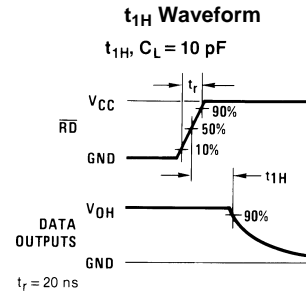 t1H Waveform
t1H, CL = 10 pF
tr
VCC
90%
RD
50%
10%
GND
t1H
VOH
90%
DATA
OUTPUTS
GND
tr = 20 ns